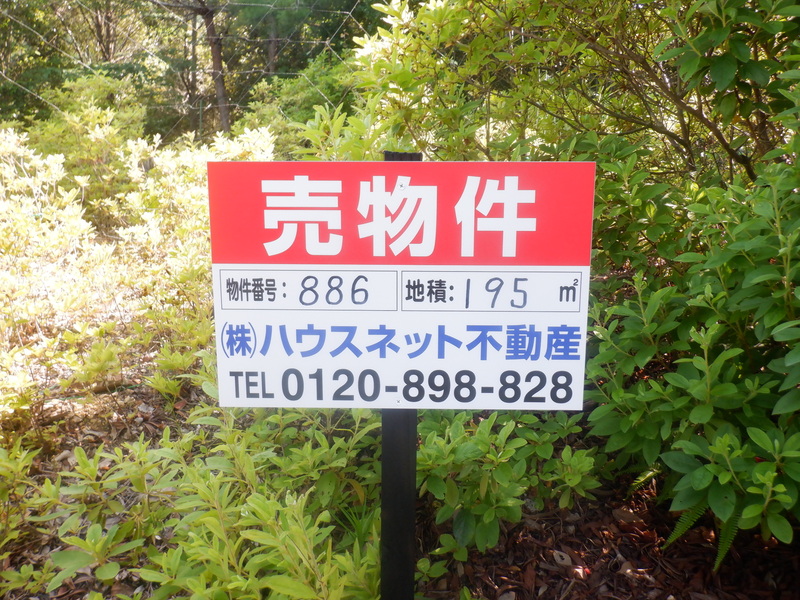 売物件
物件番号: 886 地積: 195 ㎡
(株)ハウスネット不動産
TEL 0120-898-828